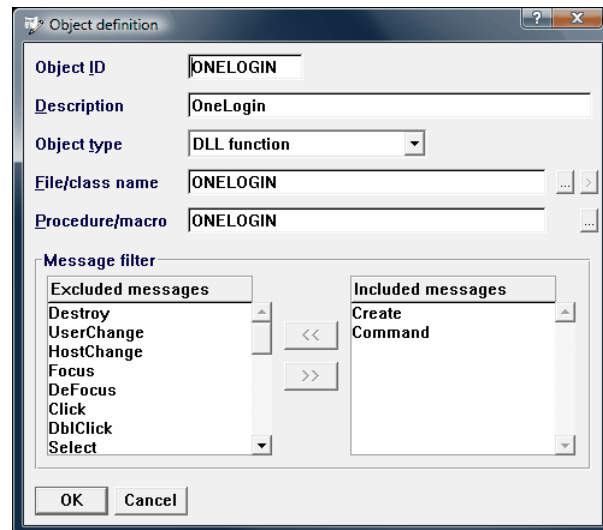 Object definition
? X
Object ID ONELOGIN
Description OneLogin
Object type DLL function
File/class name ONELOGIN ... >
Procedure/macro ONELOGIN ...
Message filter
Excluded messages
Destroy
UserChange
HostChange
Focus
DeFocus
Click
DblClick
Select
<<
>>
Included messages
Create
Command
OK Cancel